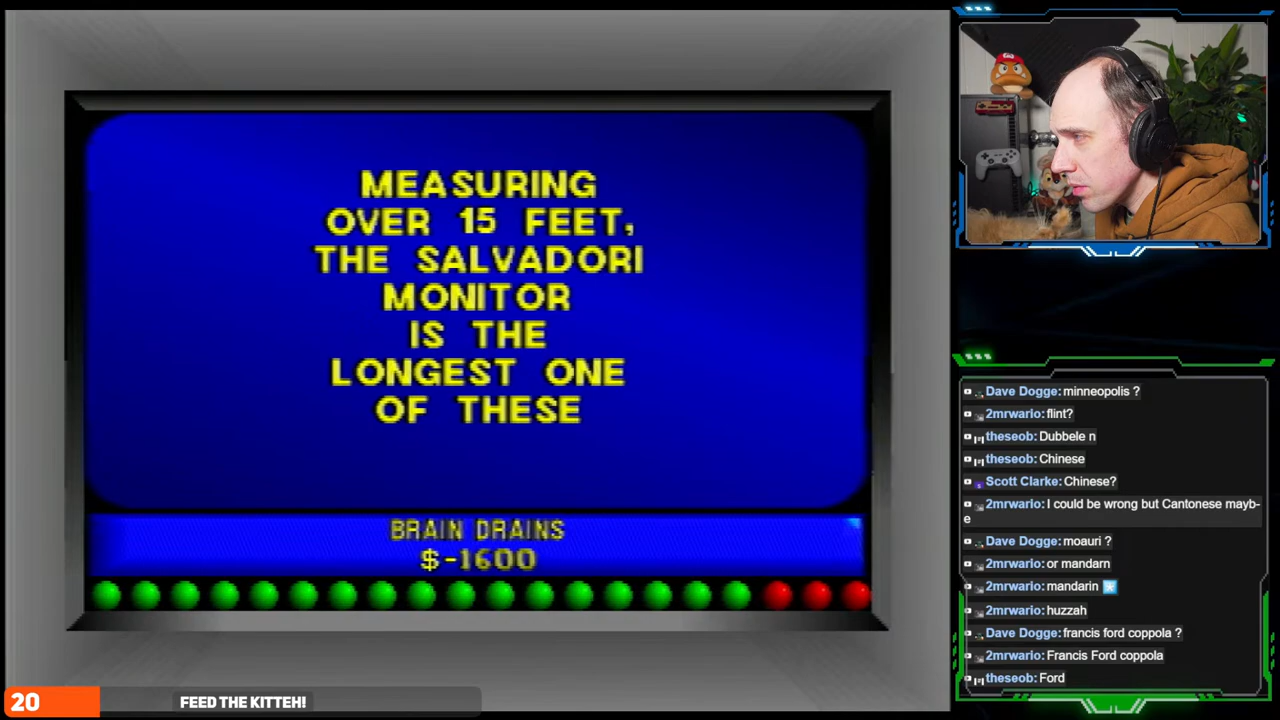 MEASURING
OVER 15 FEET,
THE SALVADORI
MONITOR
IS THE
LONGEST ONE
OF THESE
BRAIN DRAINS
$-1600
Dave Dogge: minneopolis ?
2mrwario: flint?
theseob: Dubbele n
theseob: Chinese
Scott Clarke: Chinese?
2mrwario: I could be wrong but Cantonese mayb-
e
Dave Dogge: moauri ?
2mrwario: or mandarn
2mrwario: mandarin
2mrwario: huzzah
Dave Dogge: francis ford coppola ?
2mrwario: Francis Ford coppola
theseob: Ford
20
FEED THE KITTEH!